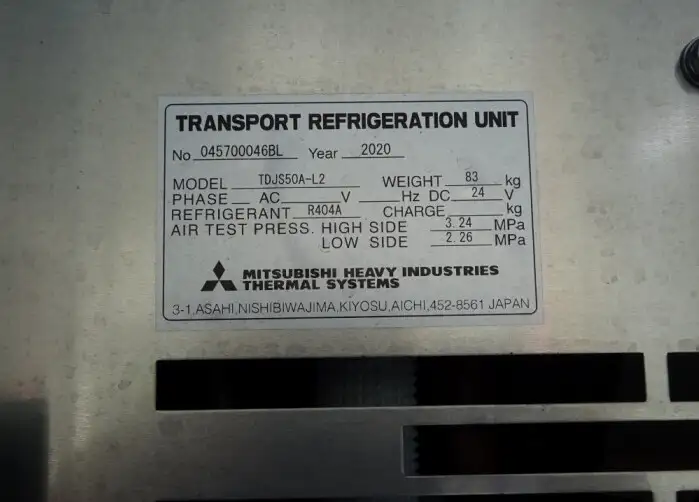 TRANSPORT REFRIGERATION UNIT
No 045700046BL Year 2020
MODEL TDJS50A-L2 WEIGHT 83 kg
PHASE AC V Hz DC 24 V
REFRIGERANT R404A CHARGE kg
AIR TEST PRESS. HIGH SIDE 3.24 MPa
LOW SIDE 2.26 MPa
MITSUBISHI HEAVY INDUSTRIES
THERMAL SYSTEMS
3-1,ASAHI,NISHIBIWAJIMA,KIYOSU,AICHI,452-8561 JAPAN